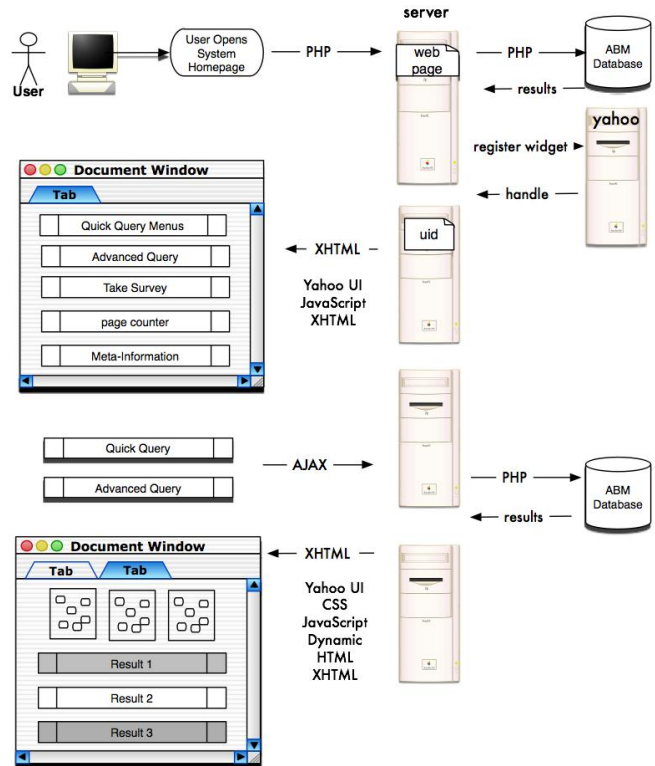 server
User Opens
System
Homepage
PHP
web
page
PHP
ABM
Database
User
results
yahoo
register widget
handle
Document Window
Tab
Quick Query Menus
Advanced Query
Take Survey
page counter
Meta-Information
XHTML
Yahoo UI
JavaScript
XHTML
uid
Quick Query
Advanced Query
AJAX
PHP
results
ABM
Database
Document Window
Tab
Tab
Result 1
Result 2
Result 3
XHTML
Yahoo UI
CSS
JavaScript
Dynamic
HTML
XHTML